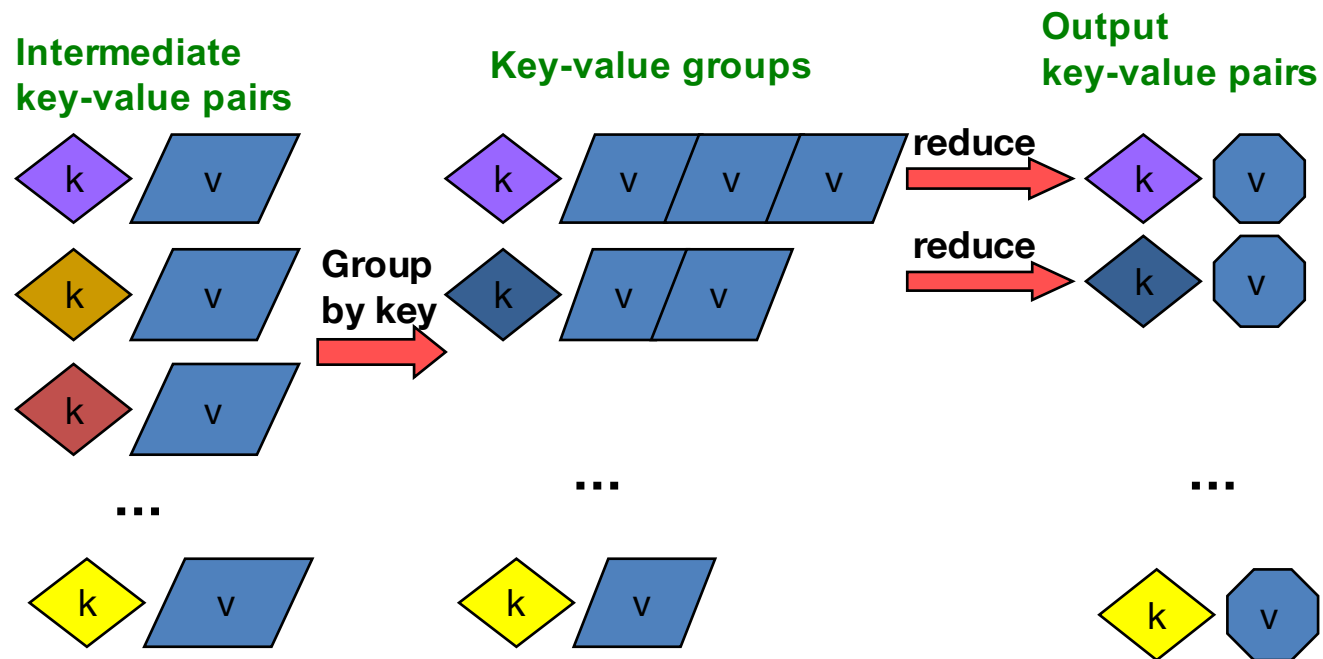 Intermediate
key-value pairs
Key-value groups
Output
key-value pairs
k v
k v v v
reduce
k v
k v
Group
by key
k v v
reduce
k v
k v
...
...
...
k v
k v
k v